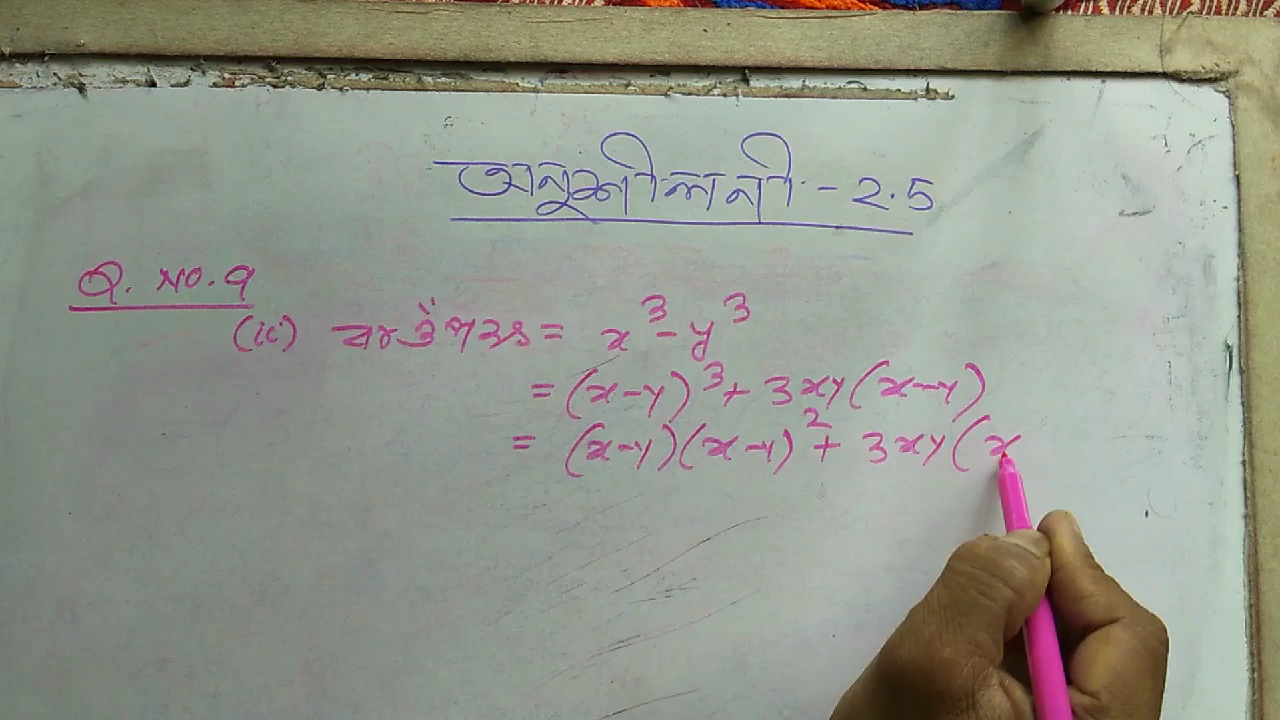 অনুশীলনী - 2.5
Q. NO. 9
(ii) বাওঁপক্ষ = x³ - y³
= (x-y)³ + 3xy(x-y)
= (x-y)(x-y)² + 3xy(x